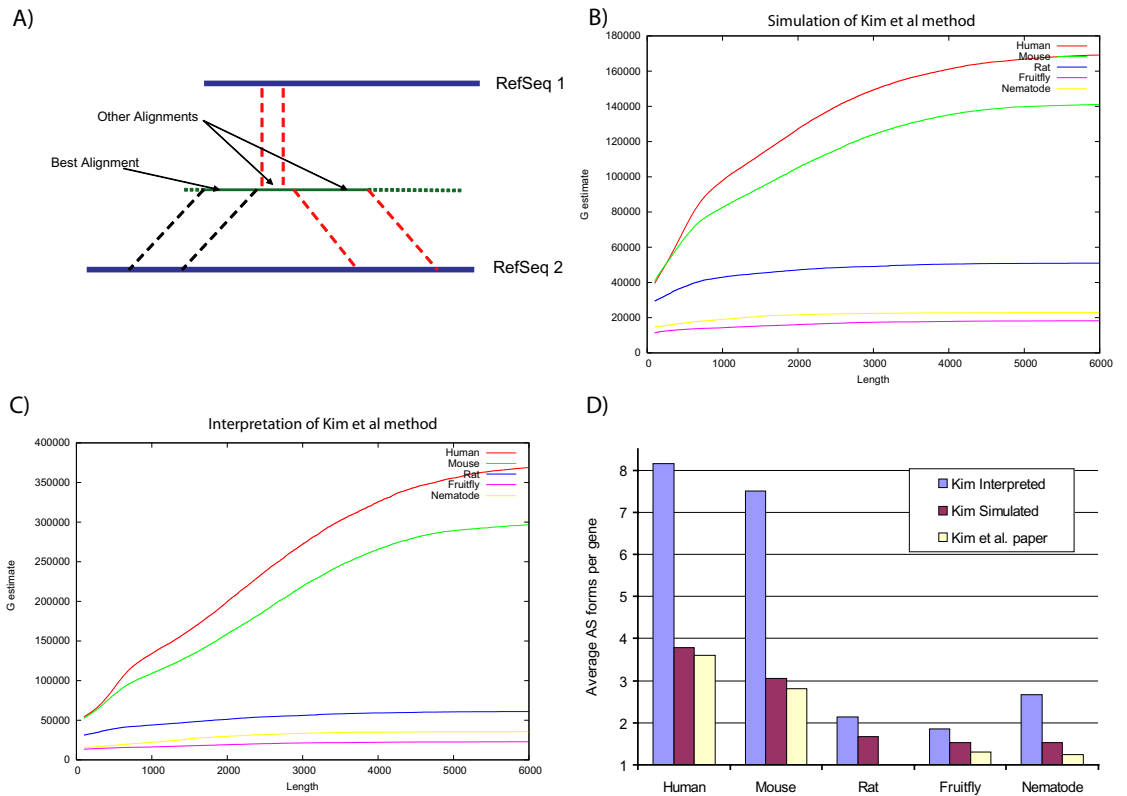 A)
RefSeq 1
Other Alignments
Best Alignment
RefSeq 2
B)
Simulation of Kim et al method
180000
160000
140000
120000
100000
80000
60000
40000
20000
0
G estimate
Human
Mouse
Rat
Fruitfly
Nematode
0 1000 2000 3000 4000 5000 6000
Length
C)
Interpretation of Kim et al method
400000
350000
300000
250000
200000
150000
100000
50000
0
G estimate
Human
Mouse
Rat
Fruitfly
Nematode
0 1000 2000 3000 4000 5000 6000
Length
D)
8
7
6
5
4
3
2
1
Average AS forms per gene
Kim Interpreted
Kim Simulated
Kim et al. paper
Human Mouse Rat Fruitfly Nematode